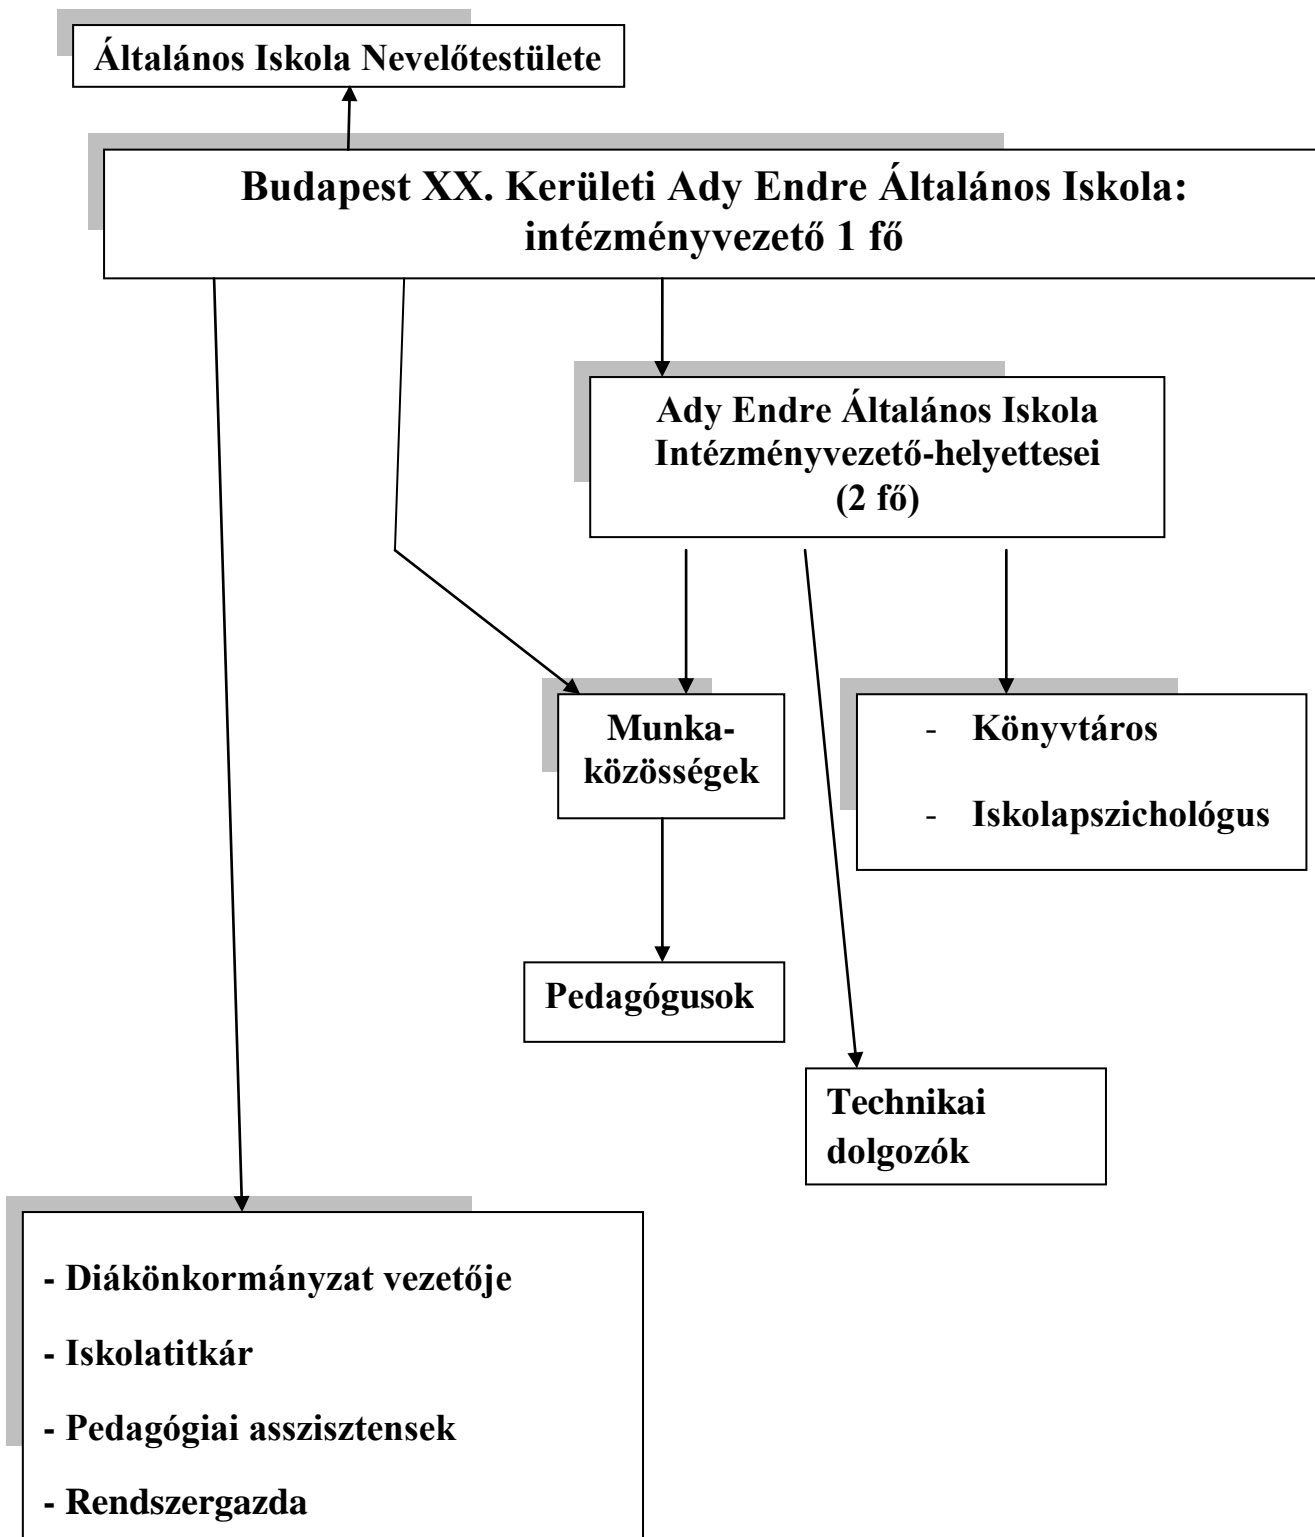 Általános Iskola Nevelőtestülete
Budapest XX. Kerületi Ady Endre Általános Iskola:
intézményvezető 1 fő
Ady Endre Általános Iskola
Intézményvezető-helyettesei
(2 fő)
Munka-
közösségek
- Könyvtáros
- Iskolapszichológus
Pedagógusok
Technikai
dolgozók
- Diákönkormányzat vezetője
- Iskolatitkár
- Pedagógiai asszisztensek
- Rendszergazda